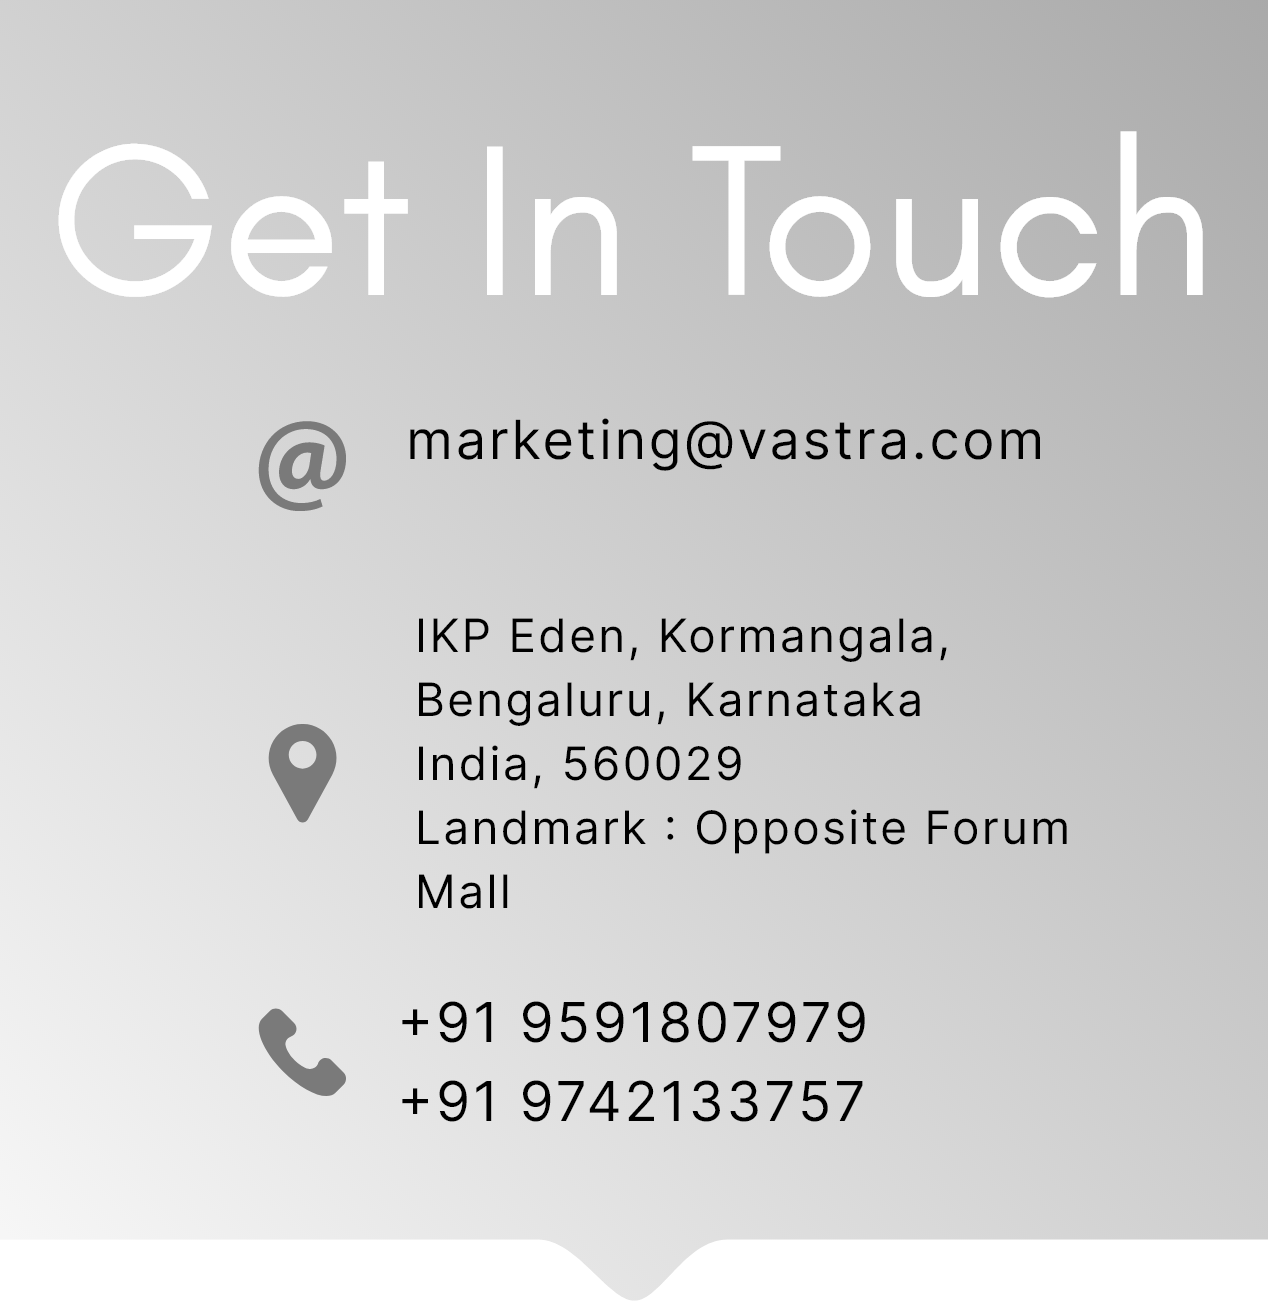 Get In Touch
@ marketing@vastra.com
IKP Eden, Kormangala,
Bengaluru, Karnataka
India, 560029
Landmark : Opposite Forum
Mall
+91 9591807979
+91 9742133757